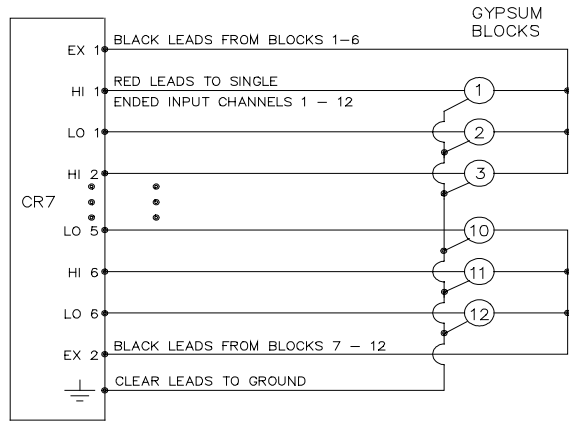 GYPSUM
BLOCKS
EX 1
BLACK LEADS FROM BLOCKS 1-6
HI 1
RED LEADS TO SINGLE
ENDED INPUT CHANNELS 1 - 12
1
LO 1
2
HI 2
3
CR7
LO 5
10
HI 6
11
LO 6
12
EX 2
BLACK LEADS FROM BLOCKS 7 - 12
CLEAR LEADS TO GROUND